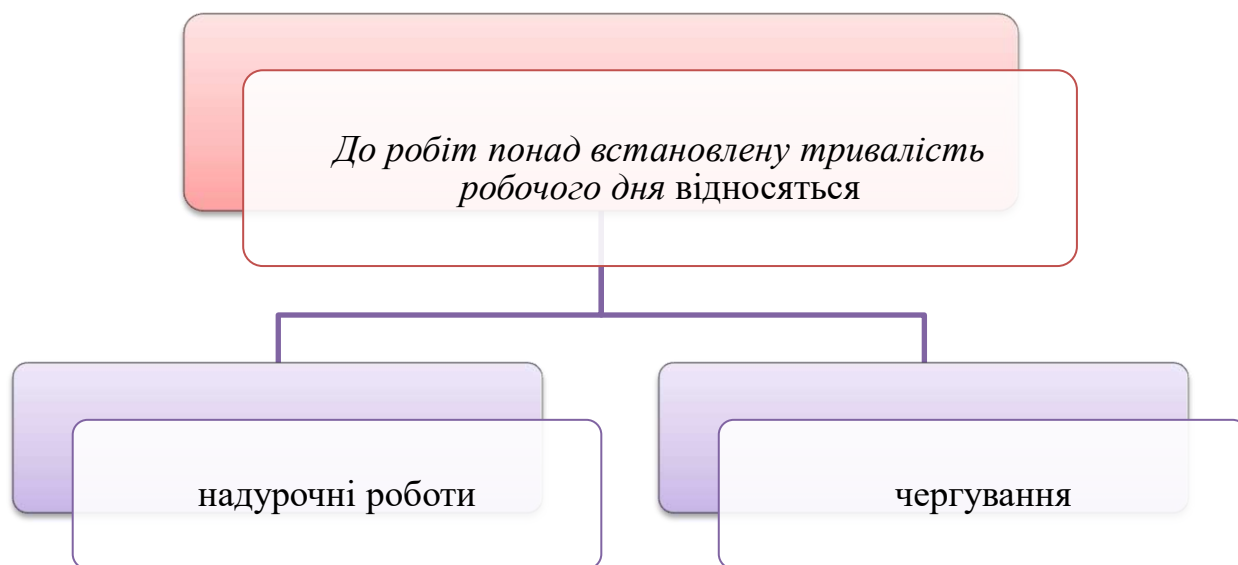 До робіт понад встановлену тривалість
робочого дня відносяться
надурочні роботи
чергування